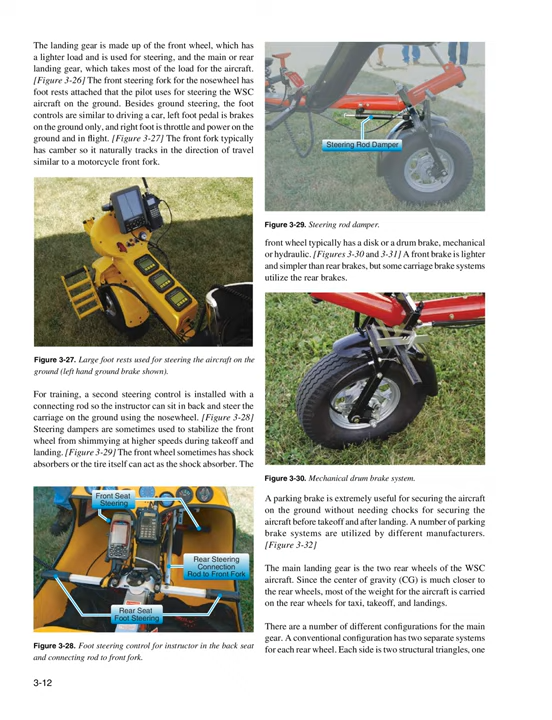 The landing gear is made up of the front wheel, which has
a lighter load and is used for steering, and the main or rear
landing gear, which takes most of the load for the aircraft.
[Figure 3-26] The front steering fork for the nosewheel has
foot rests attached that the pilot uses for steering the WSC
aircraft on the ground. Besides ground steering, the foot
controls are similar to driving a car, left foot pedal is brakes
on the ground only, and right foot is throttle and power on the
ground and in flight. [Figure 3-27] The front fork typically
has camber so it naturally tracks in the direction of travel
similar to a motorcycle front fork.
Figure 3-27. Large foot rests used for steering the aircraft on the
ground (left hand ground brake shown).
For training, a second steering control is installed with a
connecting rod so the instructor can sit in back and steer the
carriage on the ground using the nosewheel. [Figure 3-28]
Steering dampers are sometimes used to stabilize the front
wheel from shimmying at higher speeds during takeoff and
landing. [Figure 3-29] The front wheel sometimes has shock
absorbers or the tire itself can act as the shock absorber. The
Front Seat
Steering
Rear Steering
Connection
Rod to Front Fork
Rear Seat
Foot Steering
Figure 3-28. Foot steering control for instructor in the back seat
and connecting rod to front fork.
Steering Rod Damper
Figure 3-29. Steering rod damper.
front wheel typically has a disk or a drum brake, mechanical
or hydraulic. [Figures 3-30 and 3-31] A front brake is lighter
and simpler than rear brakes, but some carriage brake systems
utilize the rear brakes.
Figure 3-30. Mechanical drum brake system.
A parking brake is extremely useful for securing the aircraft
on the ground without needing chocks for securing the
aircraft before takeoff and after landing. A number of parking
brake systems are utilized by different manufacturers.
[Figure 3-32]
The main landing gear is the two rear wheels of the WSC
aircraft. Since the center of gravity (CG) is much closer to
the rear wheels, most of the weight for the aircraft is carried
on the rear wheels for taxi, takeoff, and landings.
There are a number of different configurations for the main
gear. A conventional configuration has two separate systems
for each rear wheel. Each side is two structural triangles, one
3-12